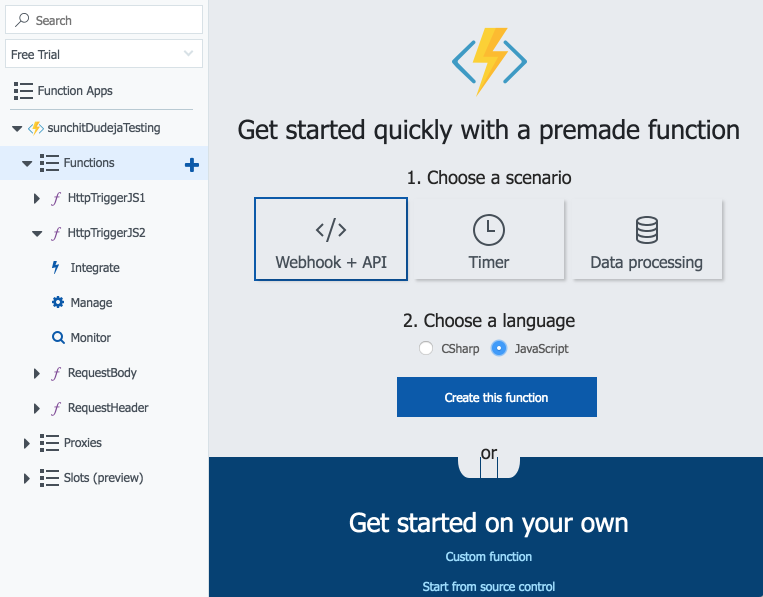 Search
Free Trial
Function Apps
sunchitDudejaTesting
Functions
HttpTriggerJS1
HttpTriggerJS2
Integrate
Manage
Monitor
RequestBody
RequestHeader
Proxies
Slots (preview)
Get started quickly with a premade function
1. Choose a scenario
Webhook + API
Timer
Data processing
2. Choose a language
CSharp JavaScript
Create this function
or
Get started on your own
Custom function
Start from source control